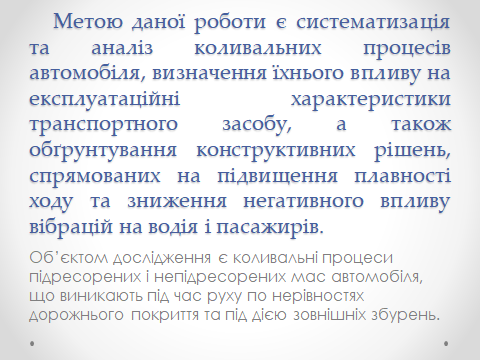 Метою даної роботи є систематизація
та аналіз коливальних процесів
автомобіля, визначення їхнього впливу на
експлуатаційні характеристики
транспортного засобу, а також
обґрунтування конструктивних рішень,
спрямованих на підвищення плавності
ходу та зниження негативного впливу
вібрацій на водія і пасажирів.
Об’єктом дослідження є коливальні процеси
підресорених і непідресорених мас автомобіля,
що виникають під час руху по нерівностях
дорожнього покриття та під дією зовнішніх збурень.